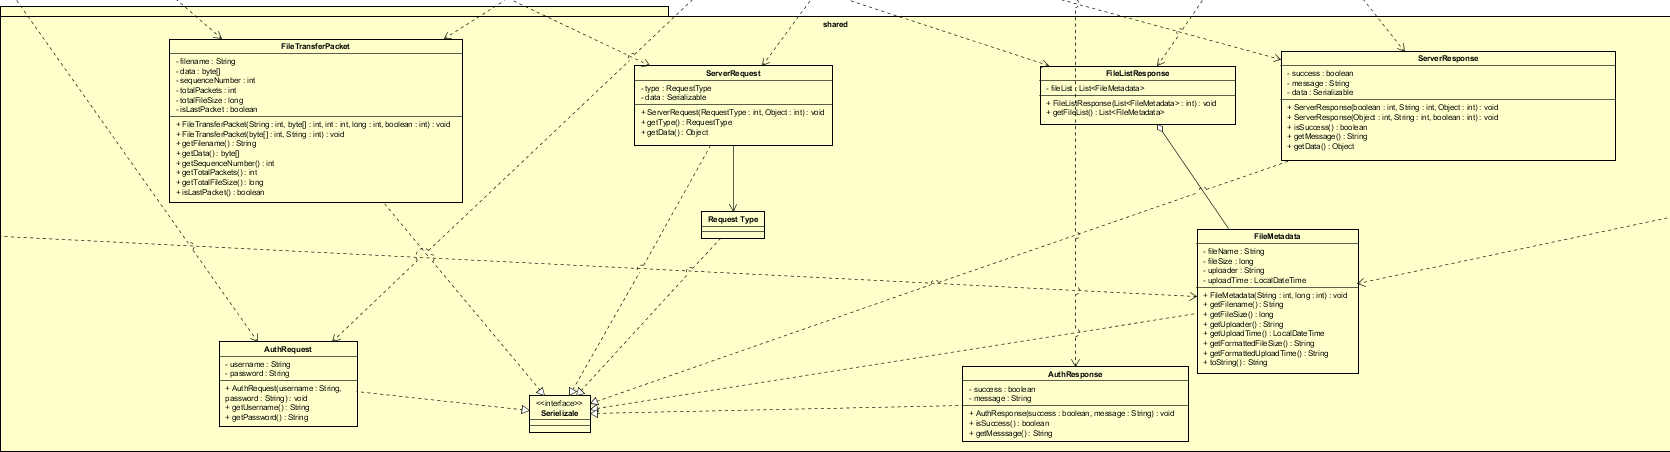 shared
FileTransferPacket
- filename : String
- data : byte[]
- sequenceNumber : int
- totalPackets : int
- totalFileSize : long
- isLastPacket : boolean
+ FileTransferPacket(String : int, byte[] : int, int : int, long : int, boolean : int) : void
+ FileTransferPacket(byte[] : int, String : int) : void
+ getFilename() : String
+ getData() : byte[]
+ getSequenceNumber() : int
+ getTotalPackets() : int
+ getTotalFileSize() : long
+ isLastPacket() : boolean
ServerRequest
- type : RequestType
- data : Serializable
+ ServerRequest(RequestType : int, Object : int) : void
+ getType() : RequestType
+ getData() : Object
FileListResponse
- fileList : List<FileMetadata>
+ FileListResponse(List<FileMetadata> : int) : void
+ getFileList() : List<FileMetadata>
ServerResponse
- success : boolean
- message : String
- data : Serializable
+ ServerResponse(boolean : int, String : int, Object : int) : void
+ ServerResponse(Object : int, String : int, boolean : int) : void
+ isSuccess() : boolean
+ getMessage() : String
+ getData() : Object
Request Type
FileMetadata
- fileName : String
- fileSize : long
- uploader : String
- uploadTime : LocalDateTime
+ FileMetadata(String : int, long : int) : void
+ getFilename() : String
+ getFileSize() : long
+ getUploader() : String
+ getUploadTime() : LocalDateTime
+ getFormattedFileSize() : String
+ getFormattedUploadTime() : String
+ toString() : String
AuthRequest
- username : String
- password : String
+ AuthRequest(username : String,
password : String) : void
+ getUsername() : String
+ getPassword() : String
<<interface>>
Serielizale
AuthResponse
- success : boolean
- message : String
+ AuthResponse(success : boolean, message : String) : void
+ isSuccess() : boolean
+ getMesssage() : String